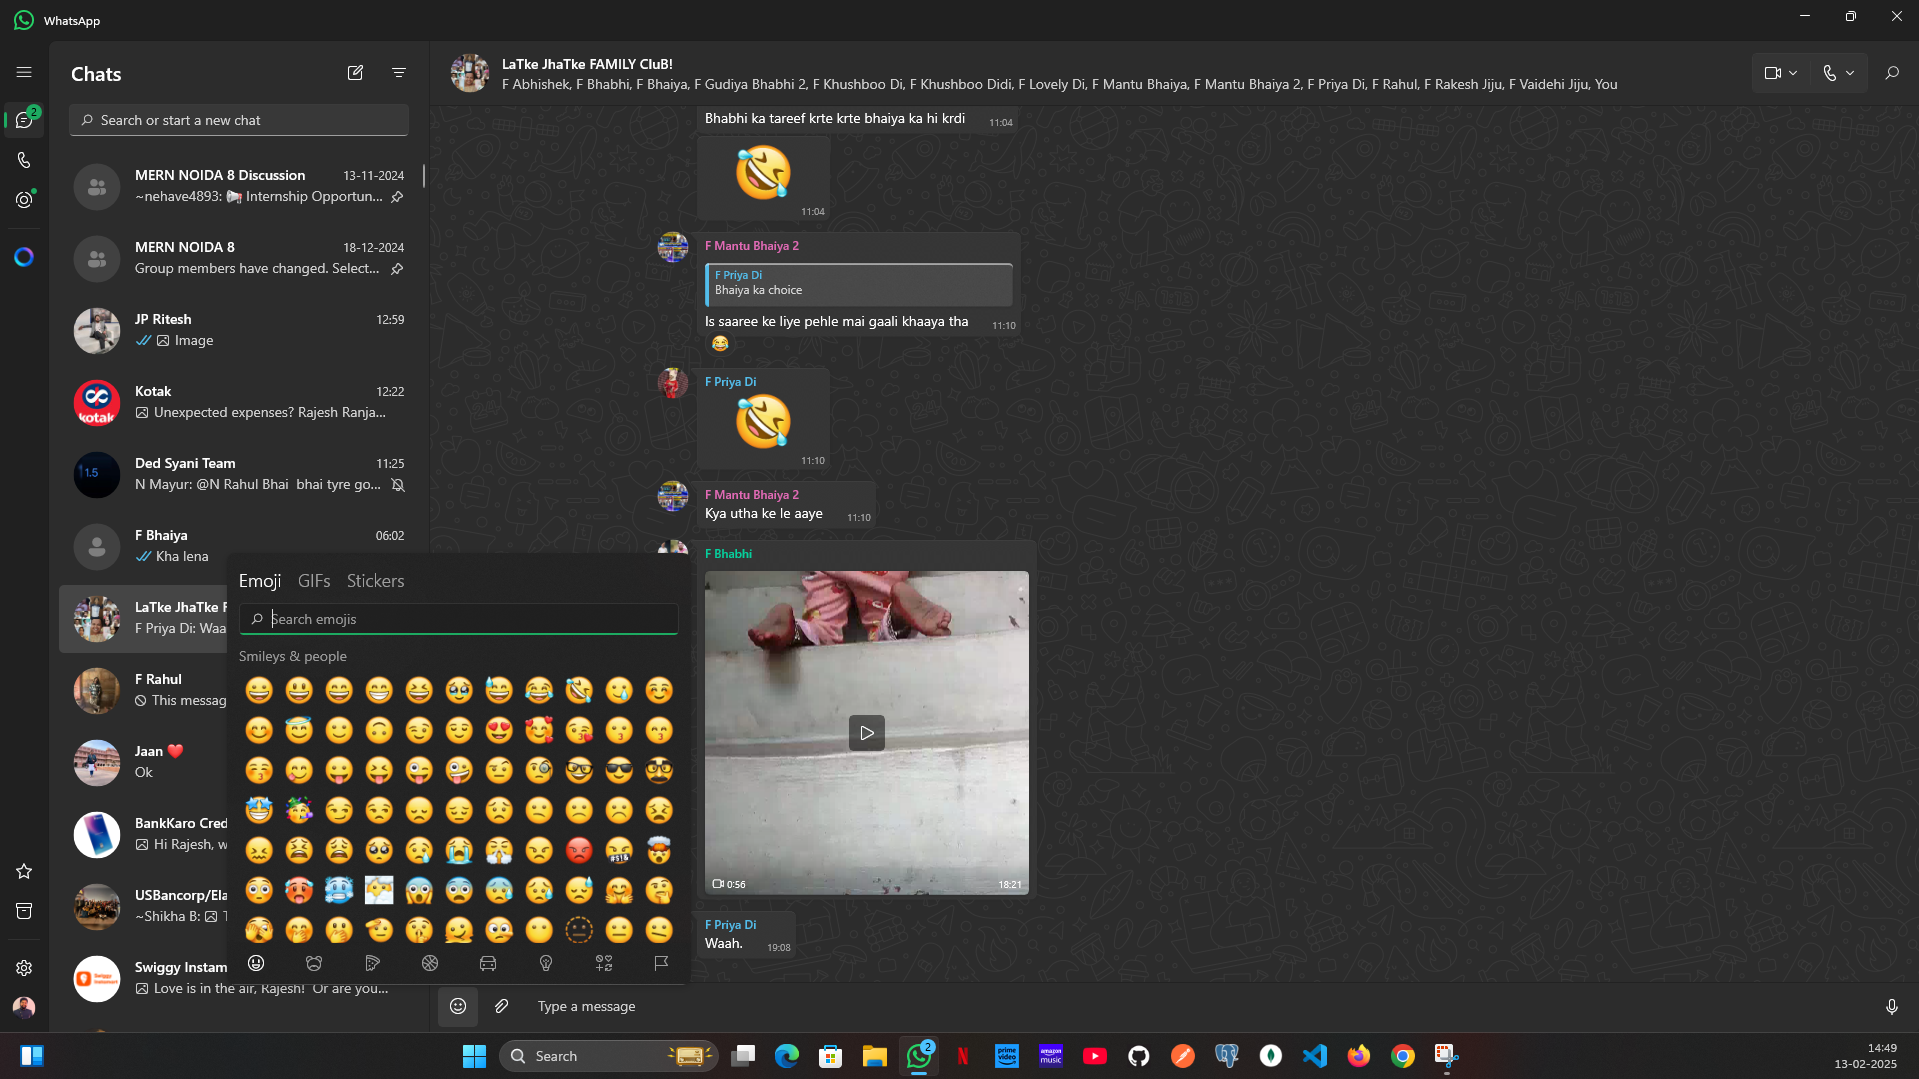 WhatsApp
Chats
2
Search or start a new chat
MERN NOIDA 8 Discussion 13-11-2024
~nehave4893: 📢 Internship Opportun...
MERN NOIDA 8 18-12-2024
Group members have changed. Select...
JP Ritesh 12:59
Image
Kotak 12:22
Unexpected expenses? Rajesh Ranja...
kotak
Ded Syani Team 11:25
N Mayur: @N Rahul Bhai bhai tyre go...
1.5
F Bhaiya 06:02
Kha lena
LaTke JhaTke F
F Priya Di: Waa
F Rahul
This messag
Jaan ❤️
Ok
BankKaro Cred
Hi Rajesh, w
USBancorp/Ela
~Shikha B:
Swiggy Instam
Love is in the air, Rajesh! Or are you...
Emoji GIFs Stickers
Search emojis
Smileys & people
LaTke JhaTke FAMILY CluB!
F Abhishek, F Bhabhi, F Bhaiya, F Gudiya Bhabhi 2, F Khushboo Di, F Khushboo Didi, F Lovely Di, F Mantu Bhaiya, F Mantu Bhaiya 2, F Priya Di, F Rahul, F Rakesh Jiju, F Vaidehi Jiju, You
Bhabhi ka tareef krte krte bhaiya ka hi krdi 11:04
🤣
11:04
F Mantu Bhaiya 2
F Priya Di
Bhaiya ka choice
Is saaree ke liye pehle mai gaali khaaya tha 11:10
😂
F Priya Di
🤣
11:10
F Mantu Bhaiya 2
Kya utha ke le aaye 11:10
F Bhabhi
0:56 18:21
F Priya Di
Waah. 19:08
Type a message
Search
2
prime video
amazon music
14:49
13-02-2025